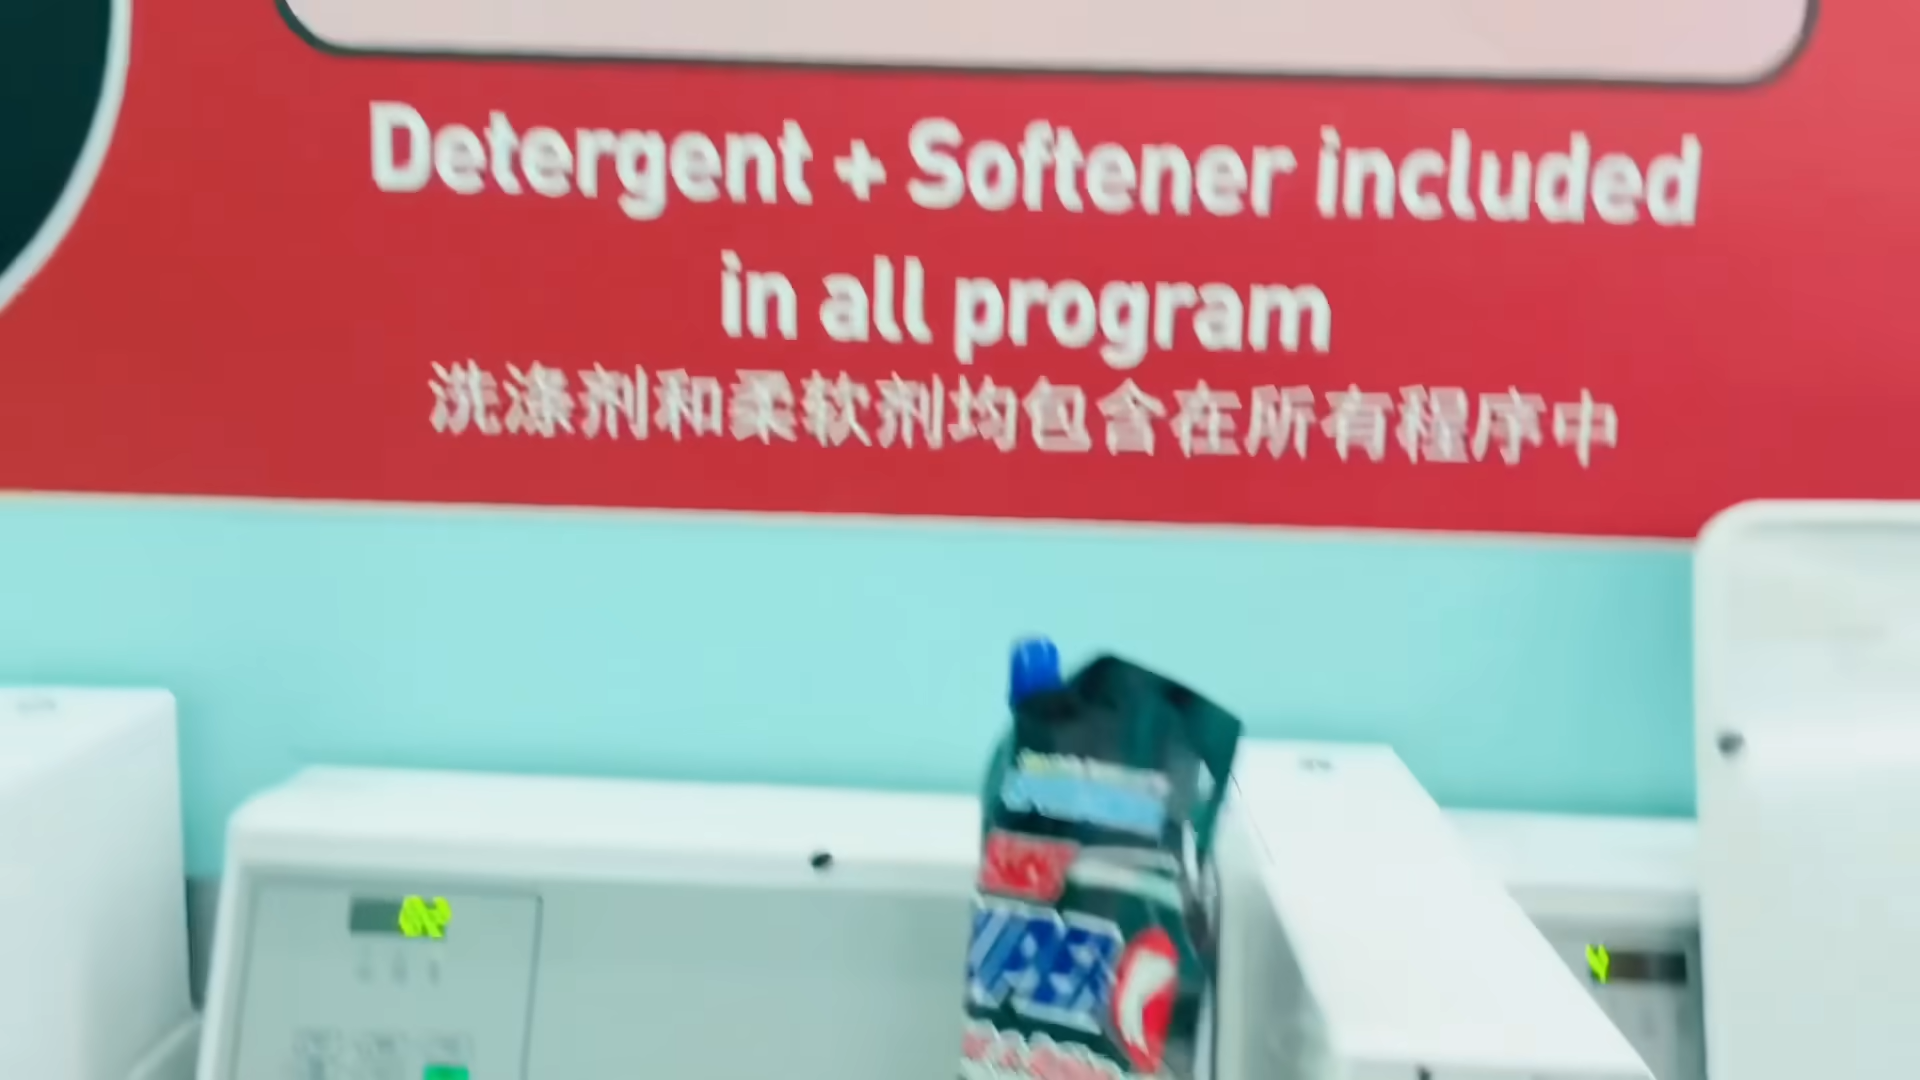 Detergent + Softener included
in all program
洗涤剂和柔软剂均包含在所有程序中